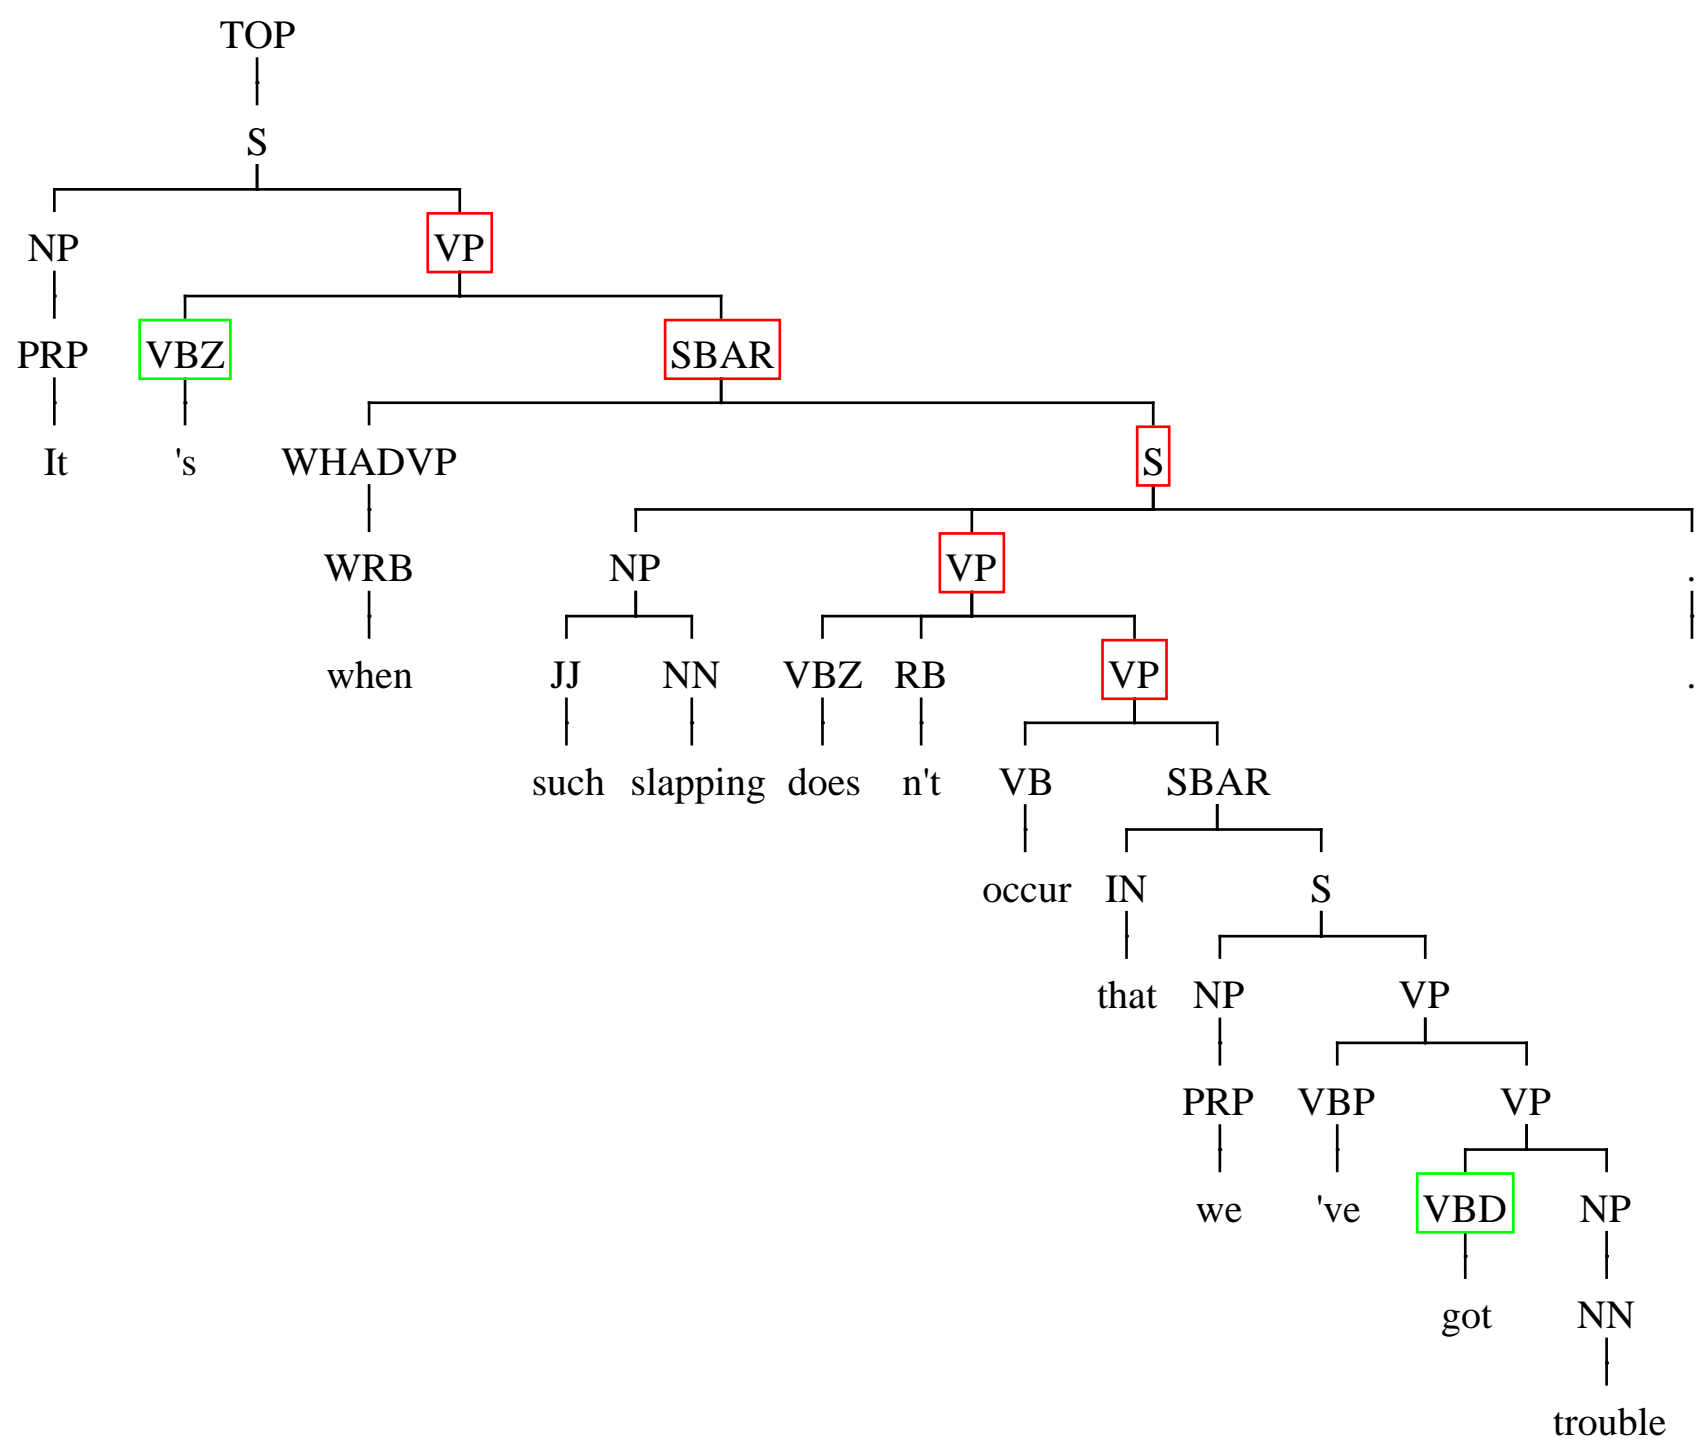 TOP
S
NP VP
PRP VBZ SBAR
It 's WHADVP S
WRB NP VP .
when JJ NN VBZ RB VP .
such slapping does n't VB SBAR
occur IN S
that NP VP
PRP VBP VP
we 've VBD NP
got NN
trouble